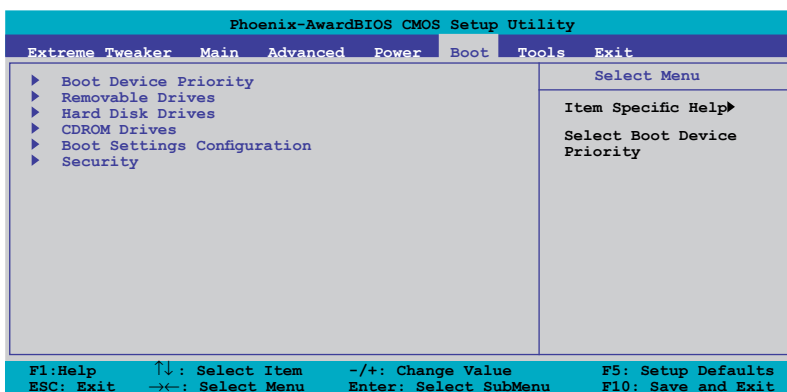 Phoenix-AwardBIOS CMOS Setup Utility
Extreme Tweaker Main Advanced Power Boot Tools Exit
Boot Device Priority
Removable Drives
Hard Disk Drives
CDROM Drives
Boot Settings Configuration
Security
Select Menu
Item Specific Help
Select Boot Device
Priority
F1:Help ↑↓: Select Item -/+: Change Value F5: Setup Defaults
ESC: Exit →←: Select Menu Enter: Select SubMenu F10: Save and Exit